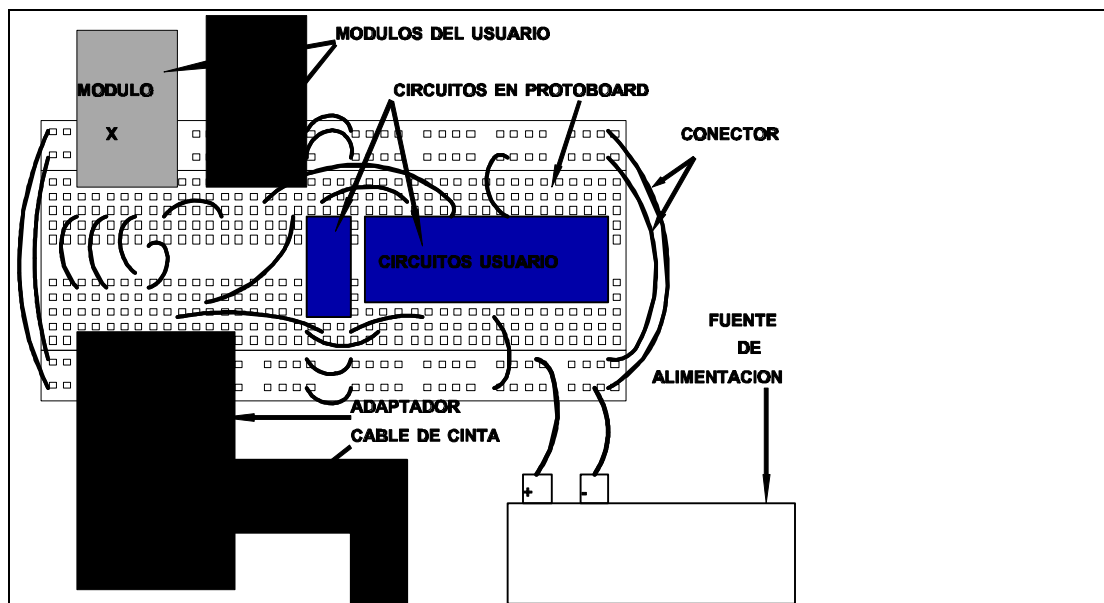 MODULOS DEL USUARIO
MODULO
X
CIRCUITOS EN PROTOBOARD
CONECTOR
CIRCUITOS USUARIO
FUENTE
DE
ALIMENTACION
ADAPTADOR
CABLE DE CINTA
+
-